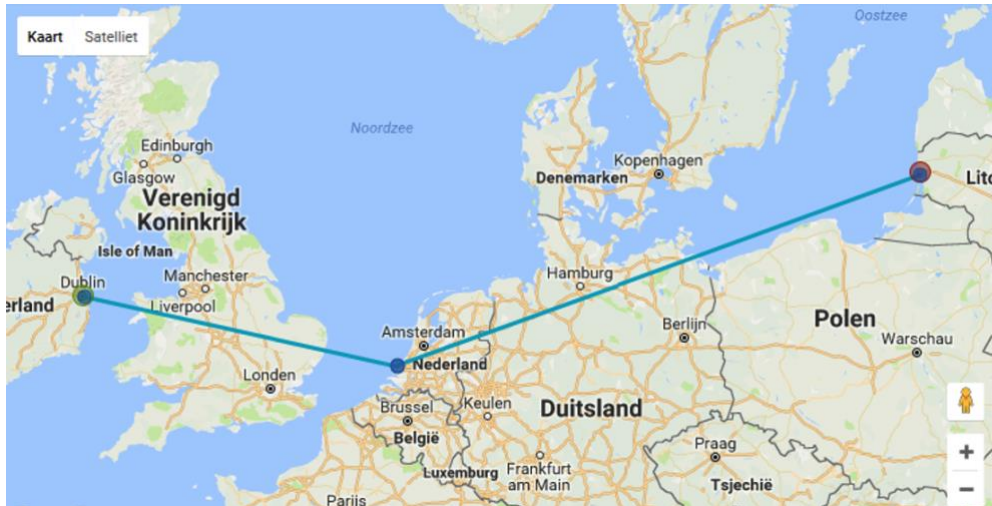 Kaart Satelliet
Oostzee
Noordzee
Edinburgh
Glasgow
Kopenhagen
Denemarken
Verenigd
Koninkrijk
Lito
Isle of Man
Dublin
erland
Manchester
Liverpool
Hamburg
Amsterdam
Nederland
Berlijn
Polen
Warschau
Londen
Brussel
België
Keulen
Duitsland
Luxemburg
Frankfurt
am Main
Praag
Tsjechië
Parijs
+
−